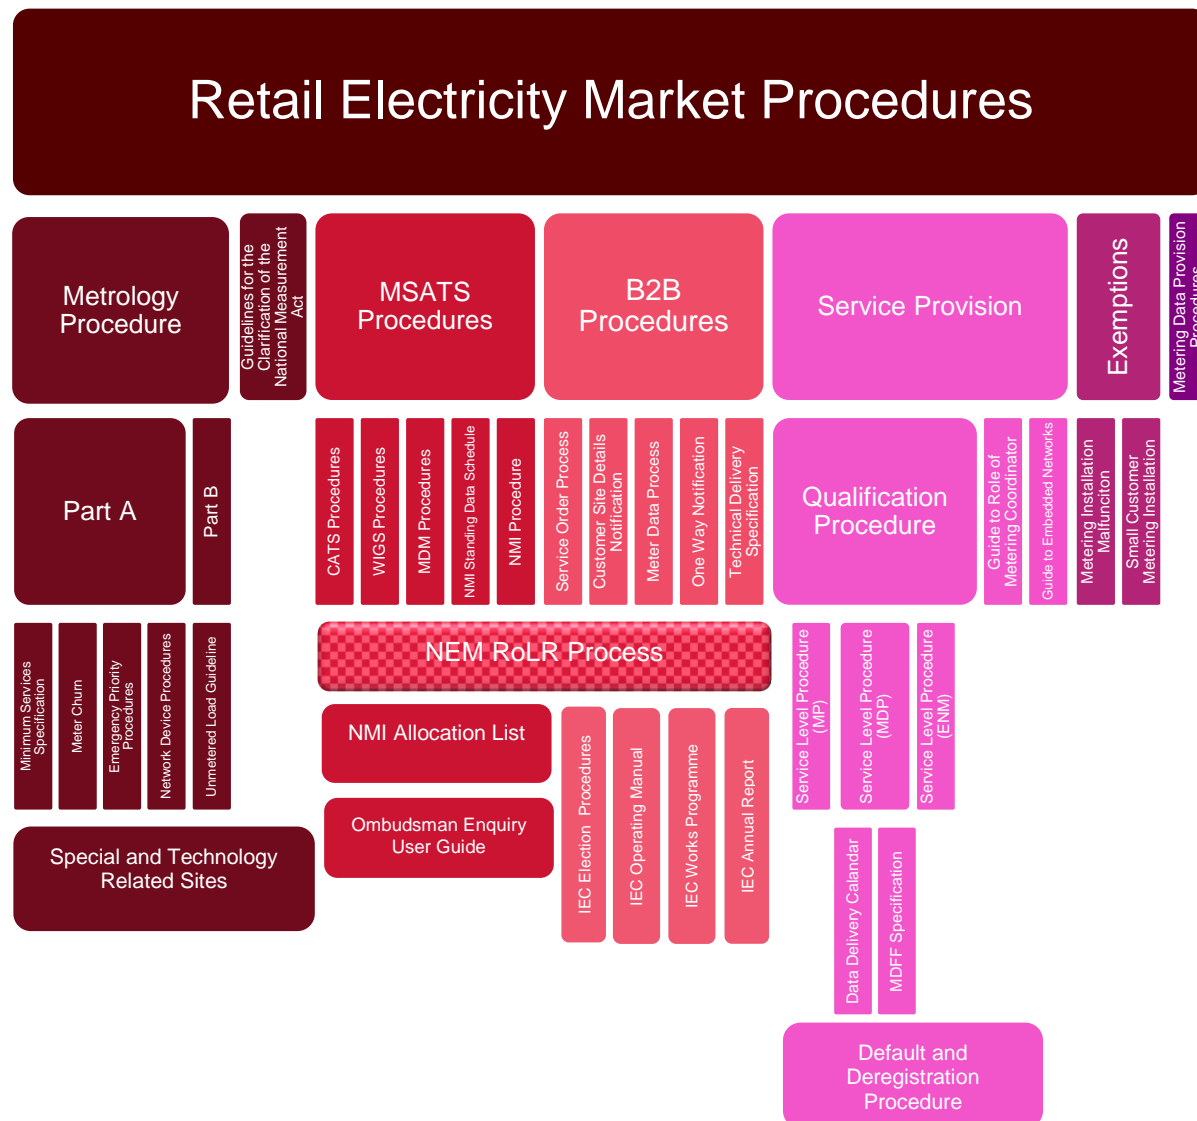 Retail Electricity Market Procedures
Metrology
Procedure
Guidelines for the
Clarification of the
National Measurement
Act
MSATS
Procedures
B2B
Procedures
Service Provision
Exemptions
Metering Data Provision
Procedures
Part A
Part B
CATS Procedures
WIGS Procedures
MDM Procedures
NMI Standing Data Schedule
NMI Procedure
Service Order Process
Customer Site Details
Notification
Meter Data Process
One Way Notification
Technical Delivery
Specification
Qualification
Procedure
Guide to Role of
Metering Coordinator
Guide to Embedded Networks
Metering Installation
Malfunciton
Small Customer
Metering Installation
Minimum Services
Specification
Meter Churn
Emergency Priority
Procedures
Network Device Procedures
Unmetered Load Guideline
NEM RoLR Process
NMI Allocation List
Ombudsman Enquiry
User Guide
IEC Election Procedures
IEC Operating Manual
IEC Works Programme
IEC Annual Report
Service Level Procedure
(MP)
Service Level Procedure
(MDP)
Service Level Procedure
(ENM)
Special and Technology
Related Sites
Data Delivery Calandar
MDFF Specification
Default and
Deregistration
Procedure